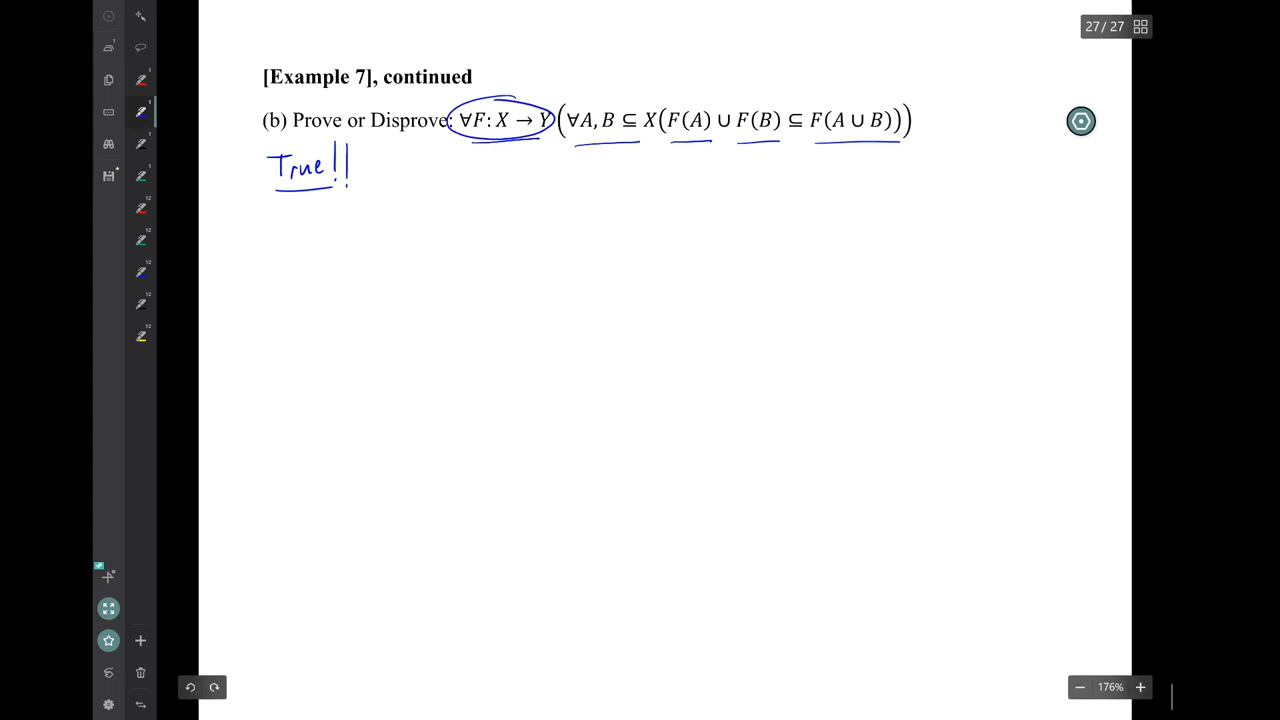 27/27
[Example 7], continued
(b) Prove or Disprove: ∀F: X → Y (∀A, B ⊆ X(F(A) ∪ F(B) ⊆ F(A ∪ B)))
True!!
176%